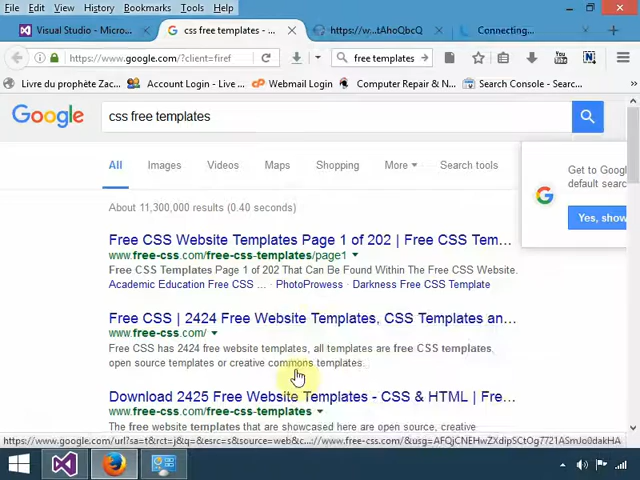 File Edit View History Bookmarks Tools Help
Visual Studio - Micro...
css free templates - ...
https://w...tAhoQbcQ
Connecting...
https://www.google.com/?client=firef
free templates
You Tube
N
Livre du prophète Zac...
Account Login - Live ...
Webmail Login
Computer Repair & N...
Search Console - Searc...
Google
css free templates
All Images Videos Maps Shopping More Search tools
Get to Googl
default searc
Yes, show
About 11,300,000 results (0.40 seconds)
Free CSS Website Templates Page 1 of 202 | Free CSS Tem...
www.free-css.com/free-css-templates/page1
Free CSS Templates Page 1 of 202 That Can Be Found Within The Free CSS Website.
Academic Education Free CSS ... · PhotoProwess · Darkness Free CSS Template
Free CSS | 2424 Free Website Templates, CSS Templates an...
www.free-css.com/
Free CSS has 2424 free website templates, all templates are free CSS templates,
open source templates or creative commons templates.
Download 2425 Free Website Templates - CSS & HTML | Fre...
www.free-css.com/free-css-templates
The free website templates that are showcased here are open source, creative